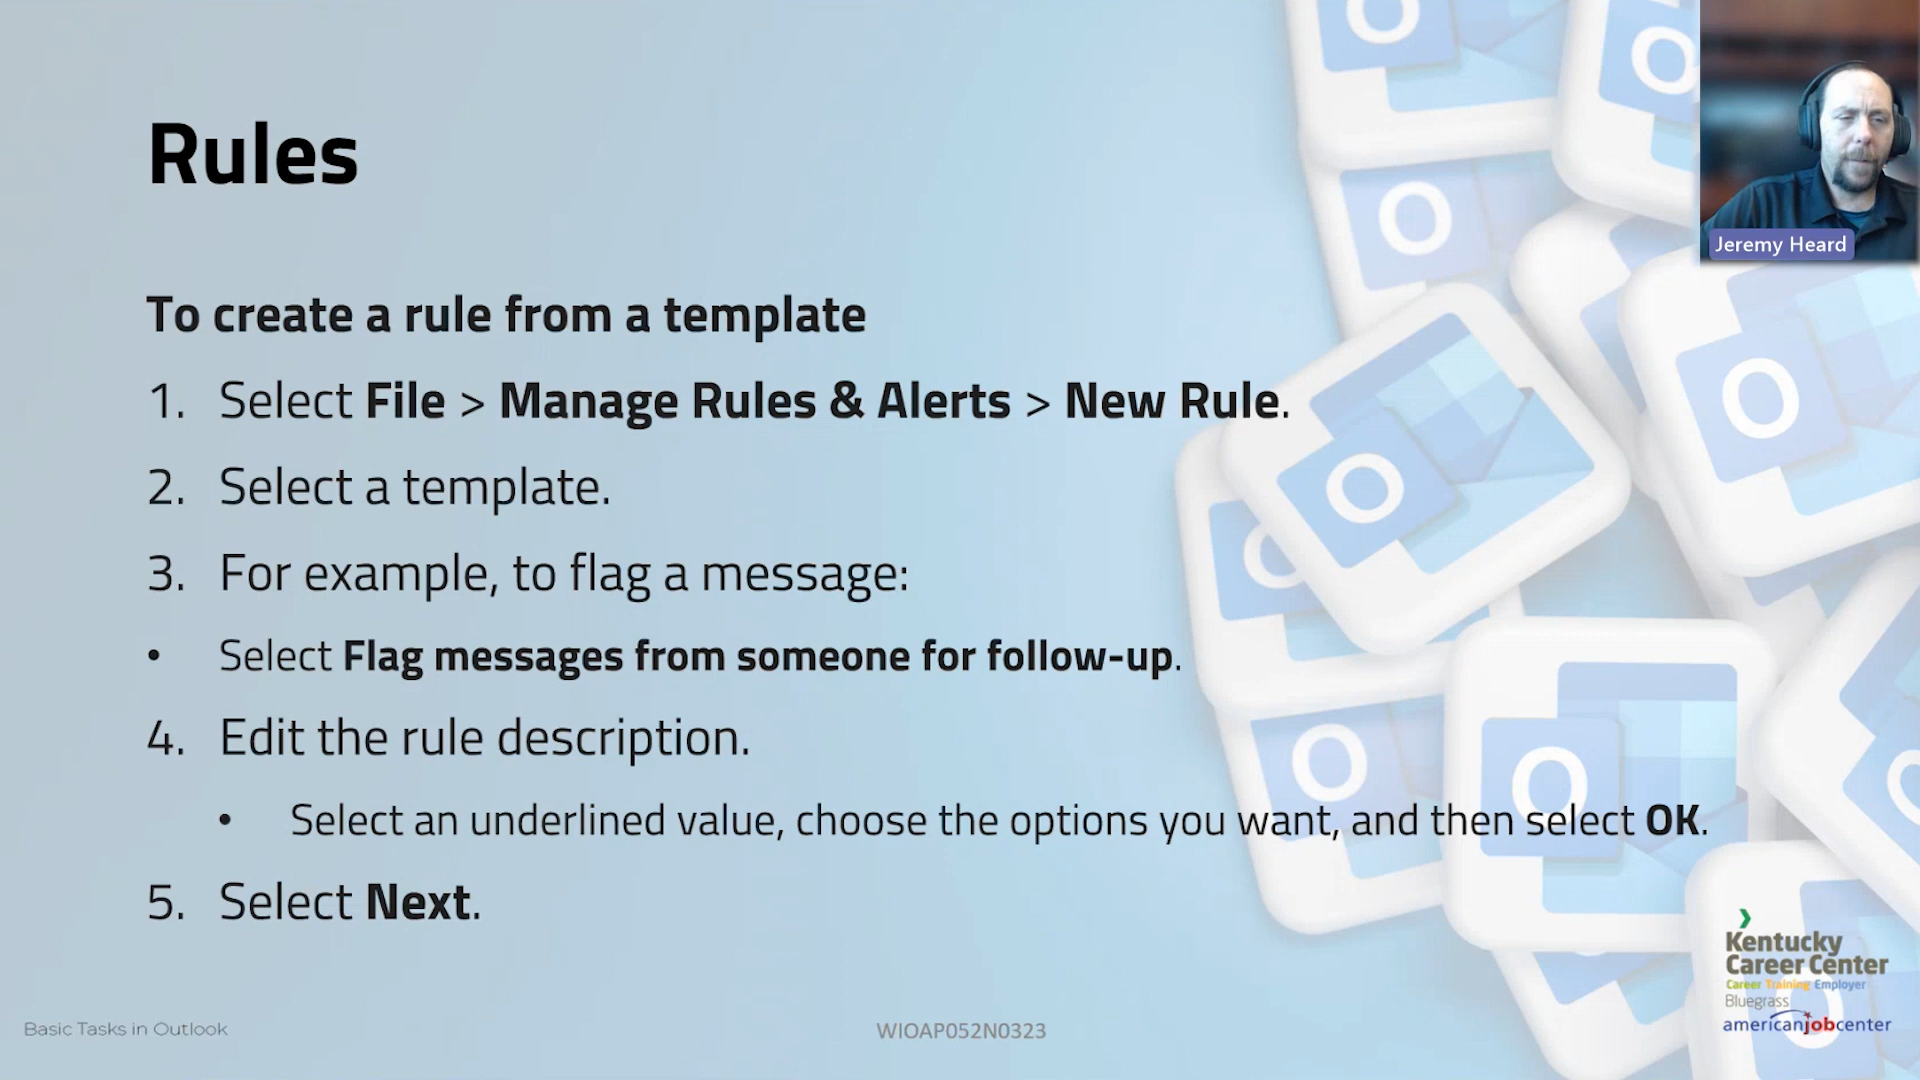 Rules
Jeremy Heard
To create a rule from a template
1. Select File > Manage Rules & Alerts > New Rule.
2. Select a template.
3. For example, to flag a message:
• Select Flag messages from someone for follow-up.
4. Edit the rule description.
• Select an underlined value, choose the options you want, and then select OK.
5. Select Next.
Kentucky
Career Center
Career Training Employer
Bluegrass
americanjobcenter
Basic Tasks in Outlook
WIOAP052N0323